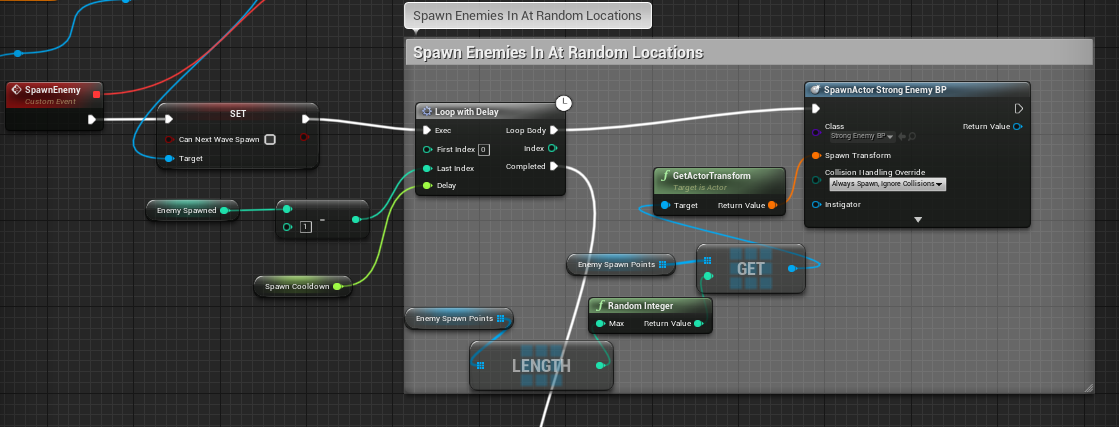 Spawn Enemies In At Random Locations
Spawn Enemies In At Random Locations
SpawnEnemy
Custom Event
SET
Can Next Wave Spawn
Target
Loop with Delay
Exec
Loop Body
First Index 0
Index
Last Index
Completed
Delay
Enemy Spawned
1
-
Spawn Cooldown
SpawnActor Strong Enemy BP
Class
Return Value
Strong Enemy BP
Spawn Transform
Collision Handling Override
Always Spawn, Ignore Collisions
Instigator
f GetActorTransform
Target is Actor
Target
Return Value
Enemy Spawn Points
GET
f Random Integer
Max
Return Value
Enemy Spawn Points
LENGTH